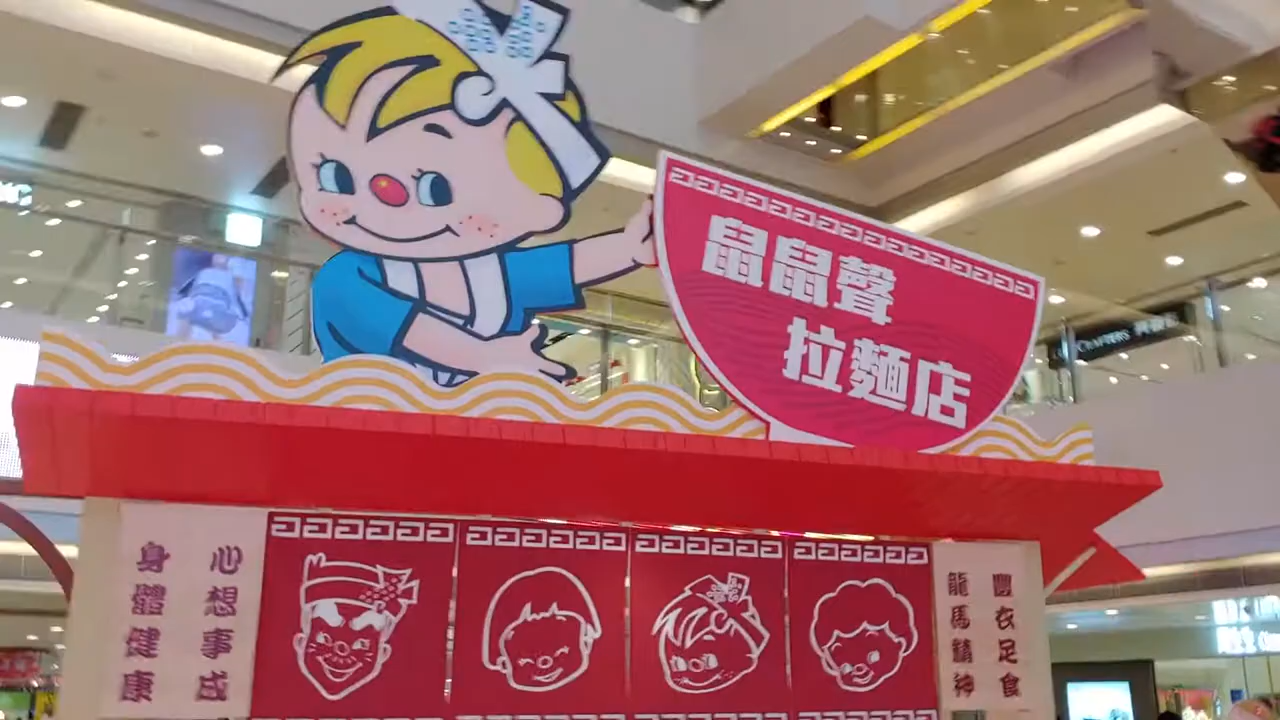 鼠鼠聲
拉麵店
心想事成
身體健康
豐衣足食
龍馬精神